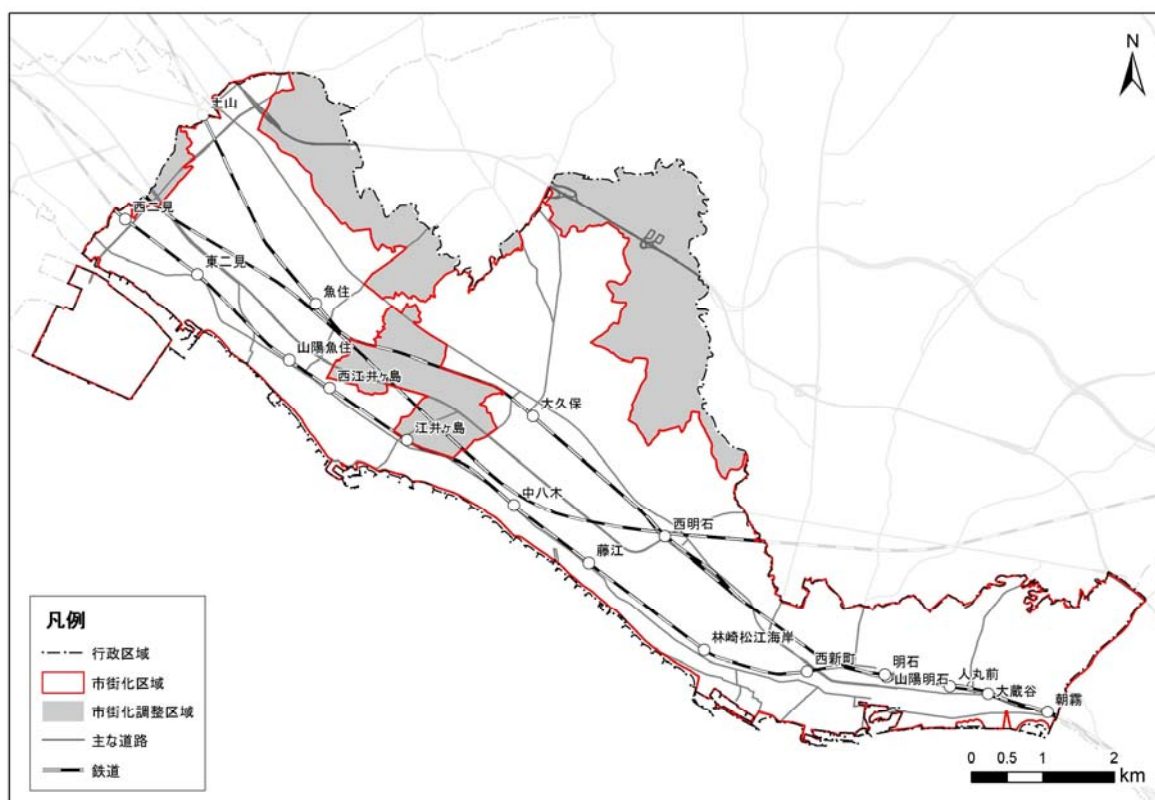 N
土山
西二見
東二見
魚住
山陽魚住
西江井ヶ島
大久保
江井ヶ島
中八木
西明石
藤江
林崎松江海岸
西新町
明石
山陽明石
人丸前
大蔵谷
朝霧
凡例
行政区域
市街化区域
市街化調整区域
主な道路
鉄道
0 0.5 1 2
km